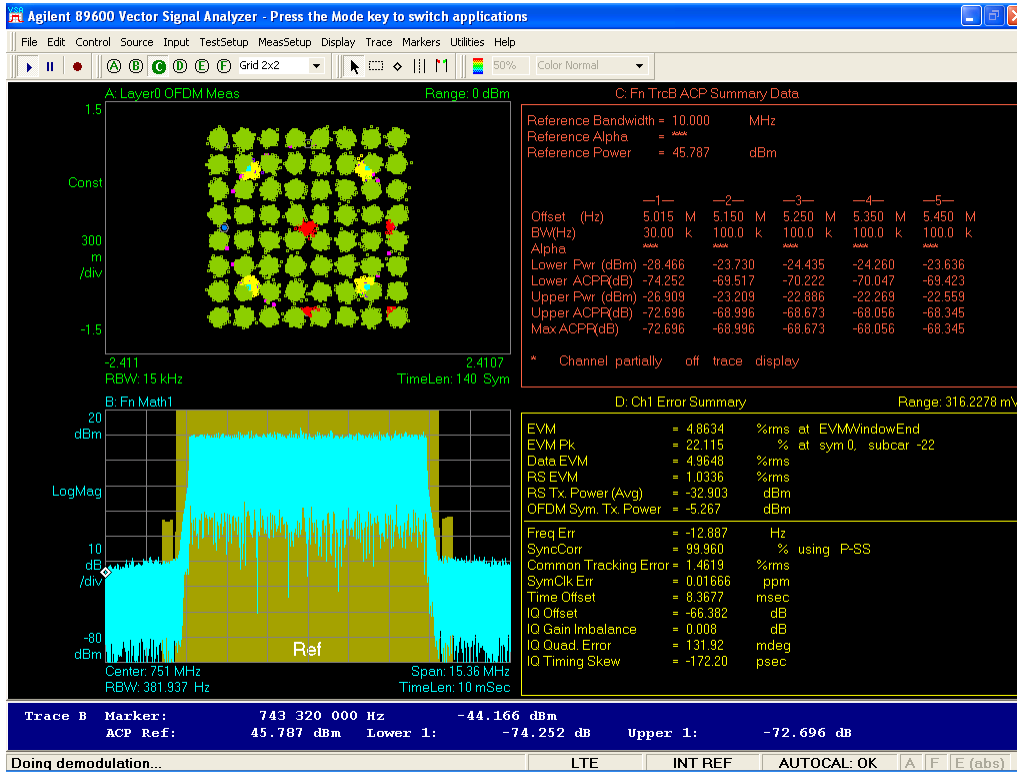 VSA Agilent 89600 Vector Signal Analyzer - Press the Mode key to switch applications
File Edit Control Source Input TestSetup MeasSetup Display Trace Markers Utilities Help
A B C D E F Grid 2x2 50% Color Normal
A: Layer0 OFDM Meas Range: 0 dBm
1.5
Const
300
m
/div
-1.5
-2.411 2.4107
RBW: 15 kHz TimeLen: 140 Sym
C: Fn TrcB ACP Summary Data
Reference Bandwidth = 10.000 MHz
Reference Alpha = ***
Reference Power = 45.787 dBm
—1— —2— —3— —4— —5—
Offset (Hz) 5.015 M 5.150 M 5.250 M 5.350 M 5.450 M
BW(Hz) 30.00 k 100.0 k 100.0 k 100.0 k 100.0 k
Alpha *** *** *** *** ***
Lower Pwr (dBm) -28.466 -23.730 -24.435 -24.260 -23.636
Lower ACPR(dB) -74.252 -69.517 -70.222 -70.047 -69.423
Upper Pwr (dBm) -26.909 -23.209 -22.886 -22.269 -22.559
Upper ACPR(dB) -72.696 -68.996 -68.673 -68.056 -68.345
Max ACPR(dB) -72.696 -68.996 -68.673 -68.056 -68.345
* Channel partially off trace display
B: Fn Math1
20
dBm
LogMag
10
dB
/div
-80
dBm
Ref
Center: 751 MHz Span: 15.36 MHz
RBW: 381.937 Hz TimeLen: 10 mSec
D: Ch1 Error Summary Range: 316.2278 mV
EVM = 4.8634 %rms at EVMWindowEnd
EVM Pk = 22.115 % at sym 0, subcar -22
Data EVM = 4.9648 %rms
RS EVM = 1.0336 %rms
RS Tx. Power (Avg) = -32.903 dBm
OFDM Sym. Tx. Power = -5.267 dBm
Freq Err = -12.887 Hz
SyncCorr = 99.960 % using P-SS
Common Tracking Error = 1.4619 %rms
SymClk Err = 0.01666 ppm
Time Offset = 8.3677 msec
IQ Offset = -66.382 dB
IQ Gain Imbalance = 0.008 dB
IQ Quad. Error = 131.92 mdeg
IQ Timing Skew = -172.20 psec
Trace B Marker: 743 320 000 Hz -44.166 dBm
ACP Ref: 45.787 dBm Lower 1: -74.252 dB Upper 1: -72.696 dB
Doing demodulation... LTE INT REF AUTOCAL: OK A F E (abs)